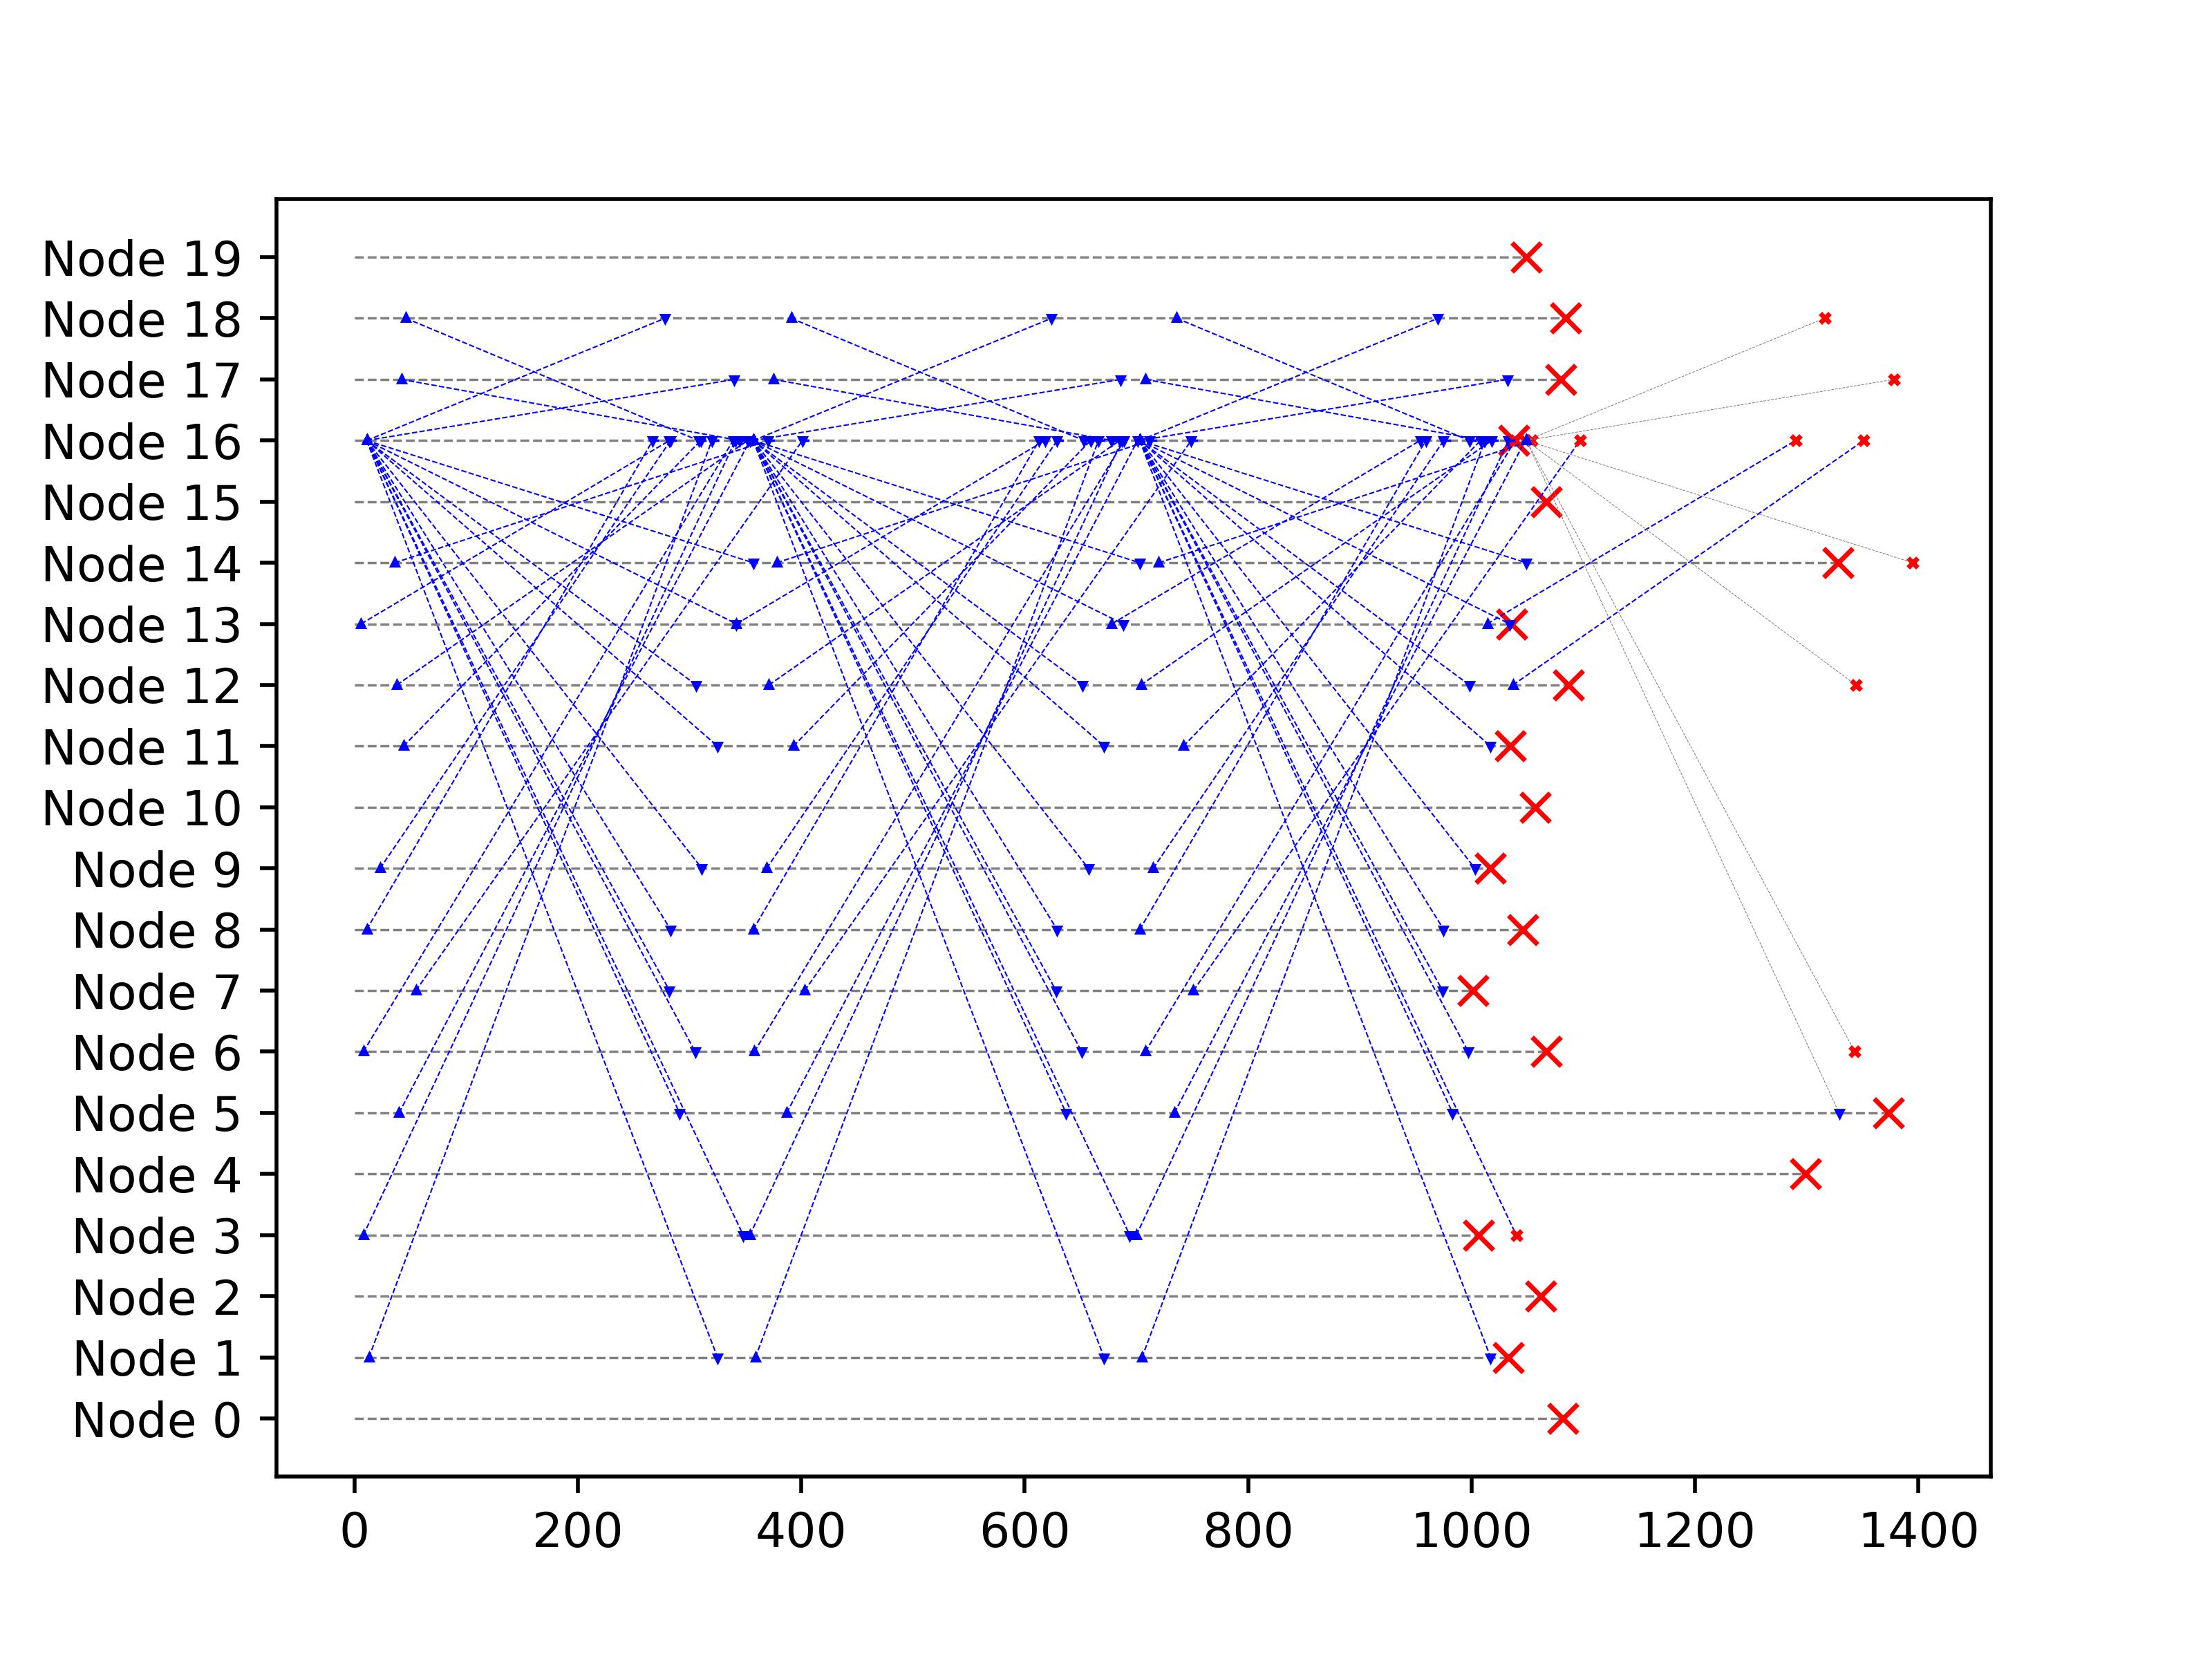 Node 19
Node 18
Node 17
Node 16
Node 15
Node 14
Node 13
Node 12
Node 11
Node 10
Node 9
Node 8
Node 7
Node 6
Node 5
Node 4
Node 3
Node 2
Node 1
Node 0
0 200 400 600 800 1000 1200 1400